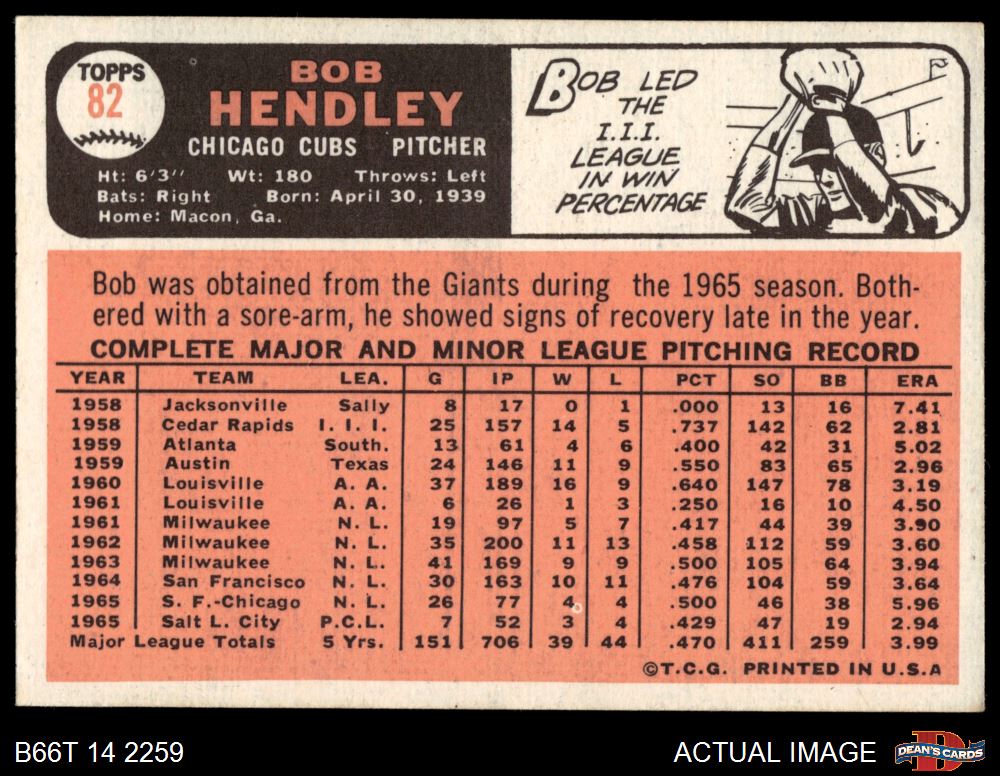 TOPPS
82
BOB
HENDLEY
CHICAGO CUBS PITCHER
Ht: 6'3" Wt: 180 Throws: Left
Bats: Right Born: April 30, 1939
Home: Macon, Ga.
BOB LED
THE
I.I.I.
LEAGUE
IN WIN
PERCENTAGE
Bob was obtained from the Giants during the 1965 season. Both-
ered with a sore-arm, he showed signs of recovery late in the year.
COMPLETE MAJOR AND MINOR LEAGUE PITCHING RECORD
YEAR TEAM LEA. G IP W L PCT SO BB ERA
1958 Jacksonville Sally 8 17 0 1 .000 13 16 7.41
1958 Cedar Rapids I. I. I. 25 157 14 5 .737 142 62 2.81
1959 Atlanta South. 13 61 4 6 .400 42 31 5.02
1959 Austin Texas 24 146 11 9 .550 83 65 2.96
1960 Louisville A. A. 37 189 16 9 .640 147 78 3.19
1961 Louisville A. A. 6 26 1 3 .250 16 10 4.50
1961 Milwaukee N. L. 19 97 5 7 .417 44 39 3.90
1962 Milwaukee N. L. 35 200 11 13 .458 112 59 3.60
1963 Milwaukee N. L. 41 169 9 9 .500 105 64 3.94
1964 San Francisco N. L. 30 163 10 11 .476 104 59 3.64
1965 S. F.-Chicago N. L. 26 77 4 4 .500 46 38 5.96
1965 Salt L. City P.C.L. 7 52 3 4 .429 47 19 2.94
Major League Totals 5 Yrs. 151 706 39 44 .470 411 259 3.99
©T.C.G. PRINTED IN U.S.A
B66T 14 2259
ACTUAL IMAGE
DEAN'S CARDS